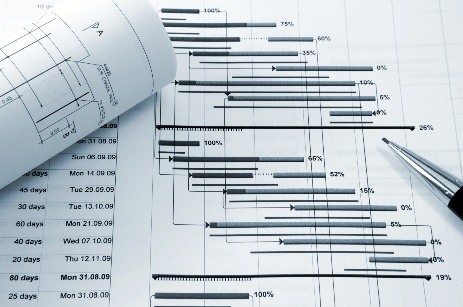 100%
75%
60%
A
35%
0%
10%
5%
0%
26%
Mon 31.08.09 100%
Sun 06.09.09 65%
days Mon 14.09.09 52%
45 days Tue 29.09.09 15%
30 days Tue 13.10.09 0%
60 days Mon 21.09.09 5%
40 days Wed 07.10.09 0%
20 days Thu 12.11.09 0%
80 days Mon 31.08.09 19%
25 days Mon 31.08.09 100%